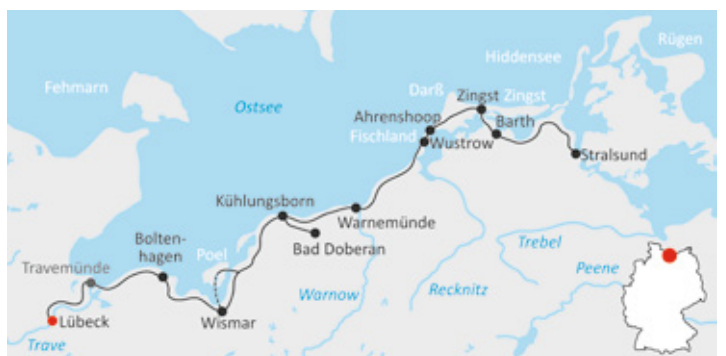 Rügen
Hiddensee
Fehmarn
Darß
Zingst
Zingst
Ostsee
Ahrenshoop
Barth
Fischland
Wustrow
Stralsund
Kühlungsborn
Warnemünde
Bolten-
hagen
Poel
Bad Doberan
Trebel
Travemünde
Peene
Recknitz
Warnow
Lübeck
Wismar
Trave